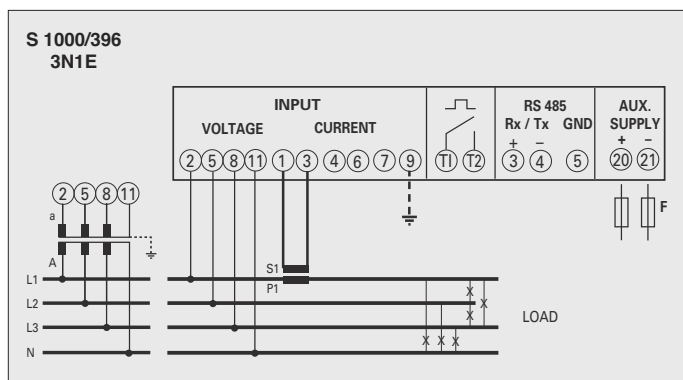 S 1000/396
3N1E
INPUT
VOLTAGE CURRENT
RS 485
Rx / Tx GND
+ −
AUX.
SUPPLY
+ −
2 5 8 11 1 3 4 6 7 9 T1 T2 3 4 5 20 21
2 5 8 11
a
F
A
S1
P1
L1
L2
L3
N
X X
X
X X X
LOAD